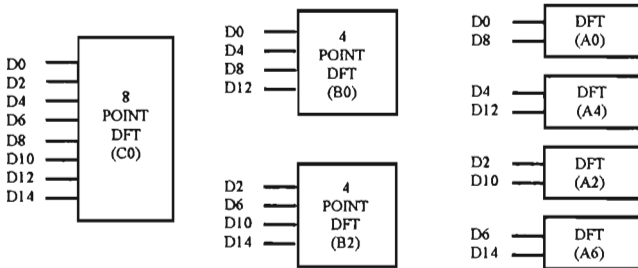 D0
D2
D4
D6
D8
D10
D12
D14
8
POINT
DFT
(C0)
D0
D4
D8
D12
4
POINT
DFT
(B0)
D2
D6
D10
D14
4
POINT
DFT
(B2)
D0
D8
DFT
(A0)
D4
D12
DFT
(A4)
D2
D10
DFT
(A2)
D6
D14
DFT
(A6)